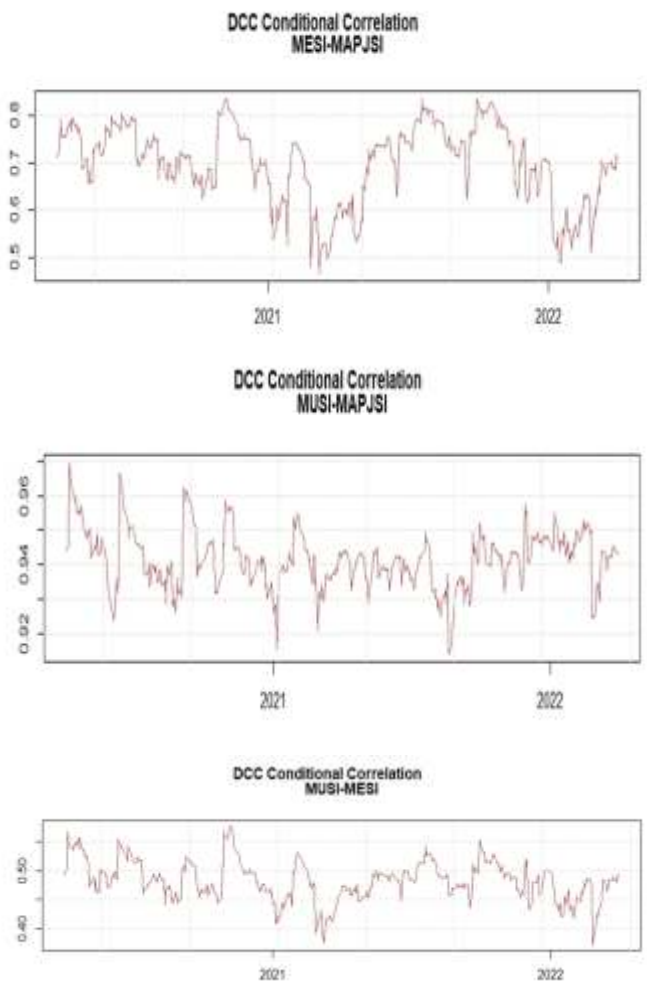 DCC Conditional Correlation
MESI-MAPJSI
0.8
0.7
0.6
0.5
2021 2022
DCC Conditional Correlation
MUSI-MAPJSI
0.96
0.94
0.92
2021 2022
DCC Conditional Correlation
MUSI-MESI
0.50
0.40
2021 2022